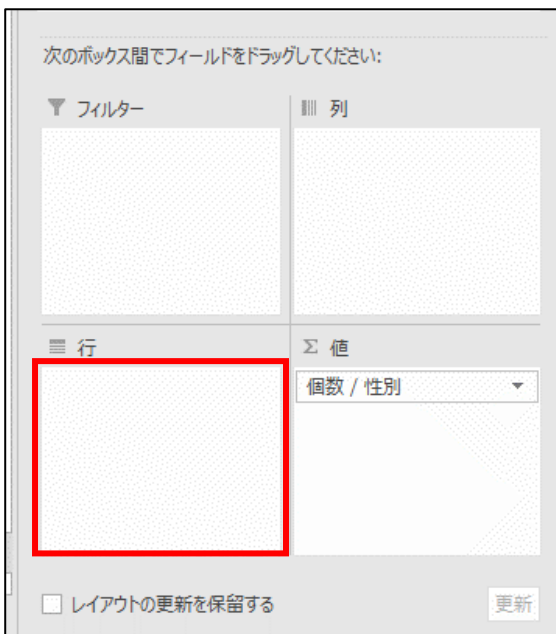 次のボックス間でフィールドをドラッグしてください:
フィルター
列
行
Σ 値
個数 / 性別
レイアウトの更新を保留する
更新